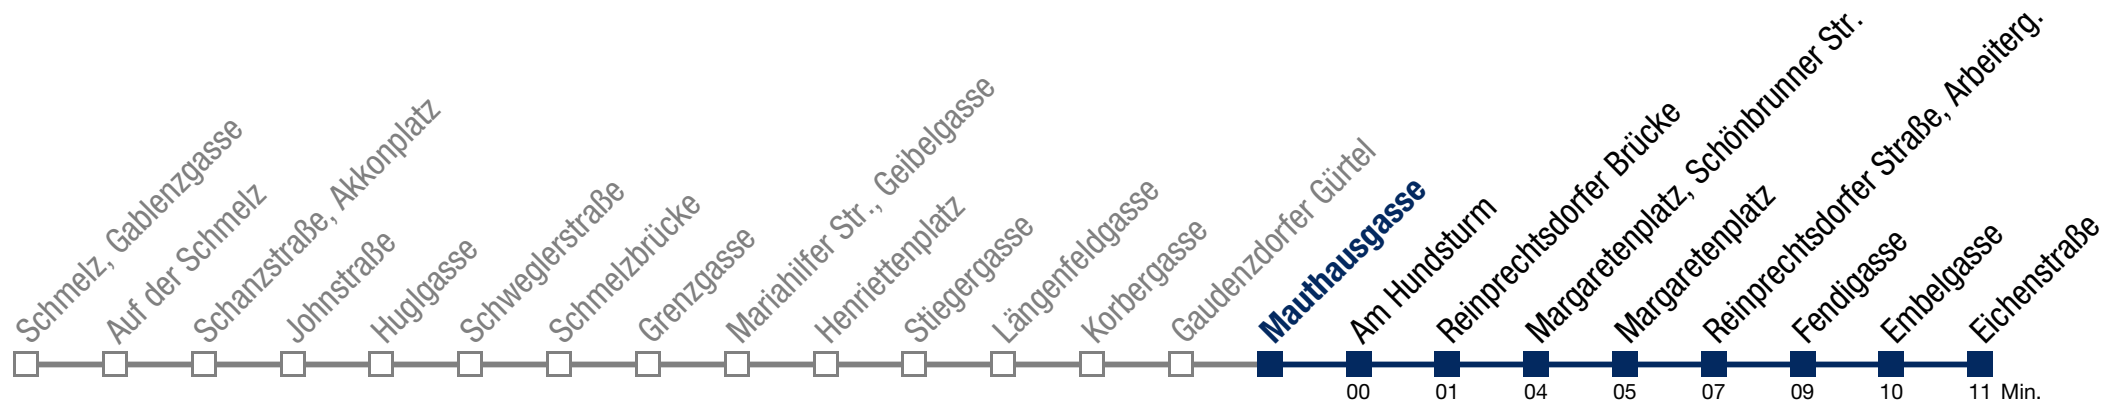 Schmelz, Gablenzgasse
Auf der Schmelz
Schanzstraße, Akkonplatz
Johnstraße
Huglgasse
Schweglerstraße
Schmelzbrücke
Grenzgasse
Mariahilfer Str., Geibelgasse
Henriettenplatz
Stiegergasse
Längenfeldgasse
Korbergasse
Gaudenzdorfer Gürtel
Mauthausgasse
Am Hundsturm
Reinprechtsdorfer Brücke
Margaretenplatz, Schönbrunner Str.
Margaretenplatz
Reinprechtsdorfer Straße, Arbeiterg.
Fendigasse
Embelgasse
Eichenstraße
00 01 04 05 07 09 10 11 Min.